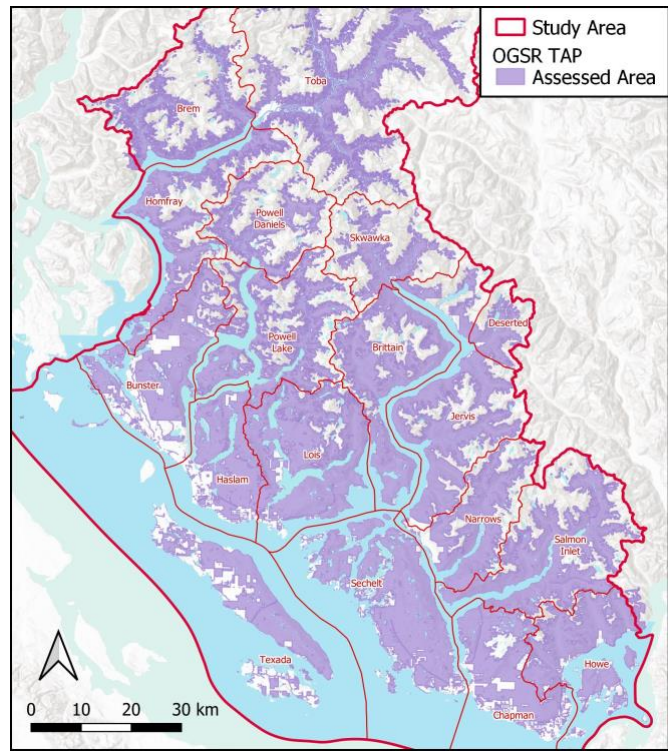 Study Area
OGSR TAP
Assessed Area
Toba
Brem
Homfray
Powell
Daniels
Skwawka
Deserted
Powell
Lake
Brittain
Bunster
Jervis
Lois
Haslam
Narrows
Salmon
Inlet
Sechelt
Texada
Howe
Chapman
0 10 20 30 km